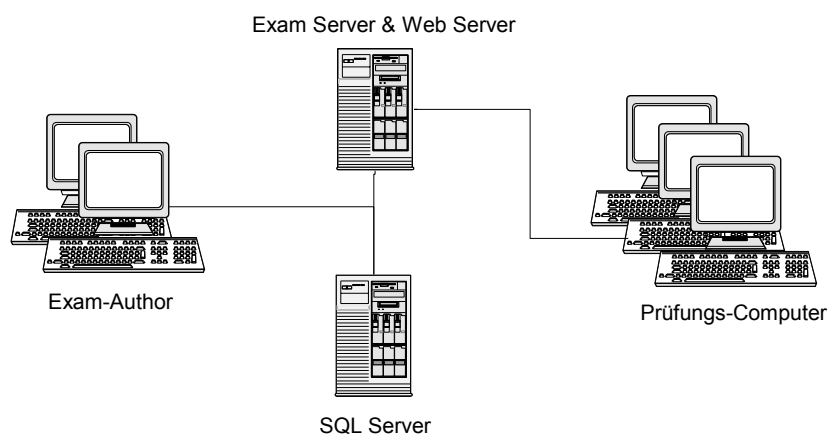 Exam Server & Web Server
Exam-Author
Prüfungs-Computer
SQL Server